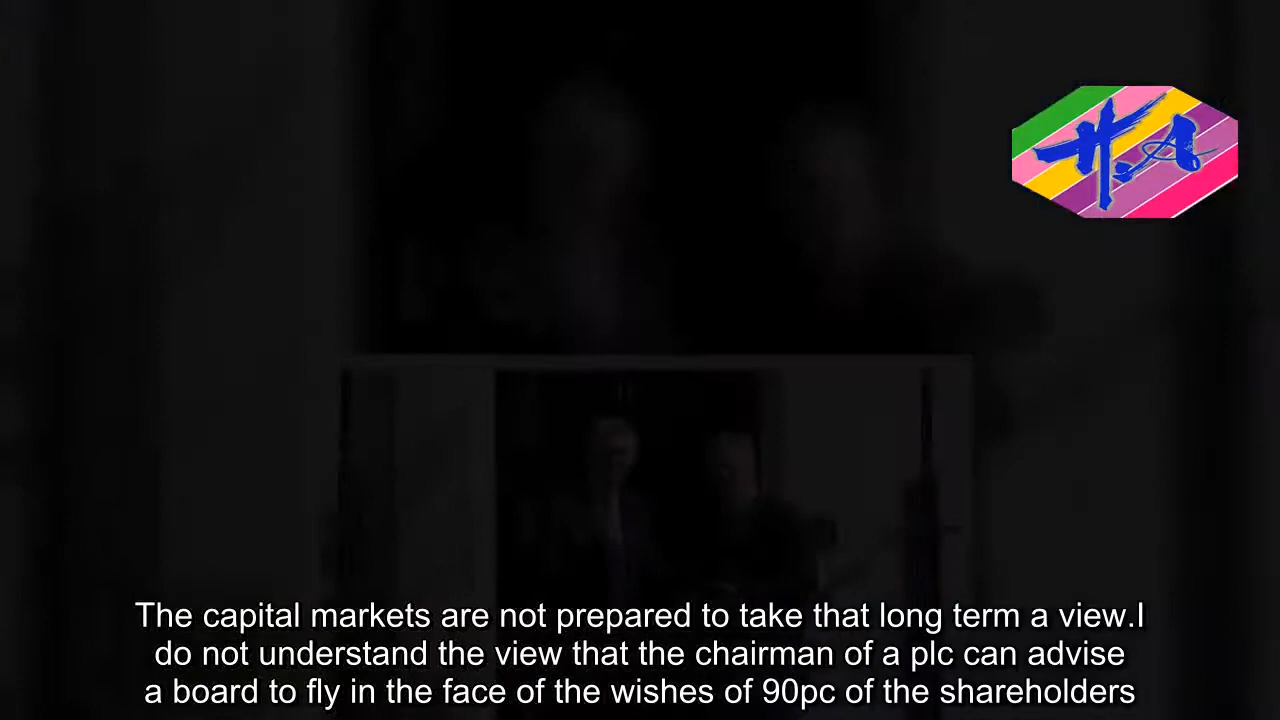 H.A
The capital markets are not prepared to take that long term a view.I
do not understand the view that the chairman of a plc can advise
a board to fly in the face of the wishes of 90pc of the shareholders